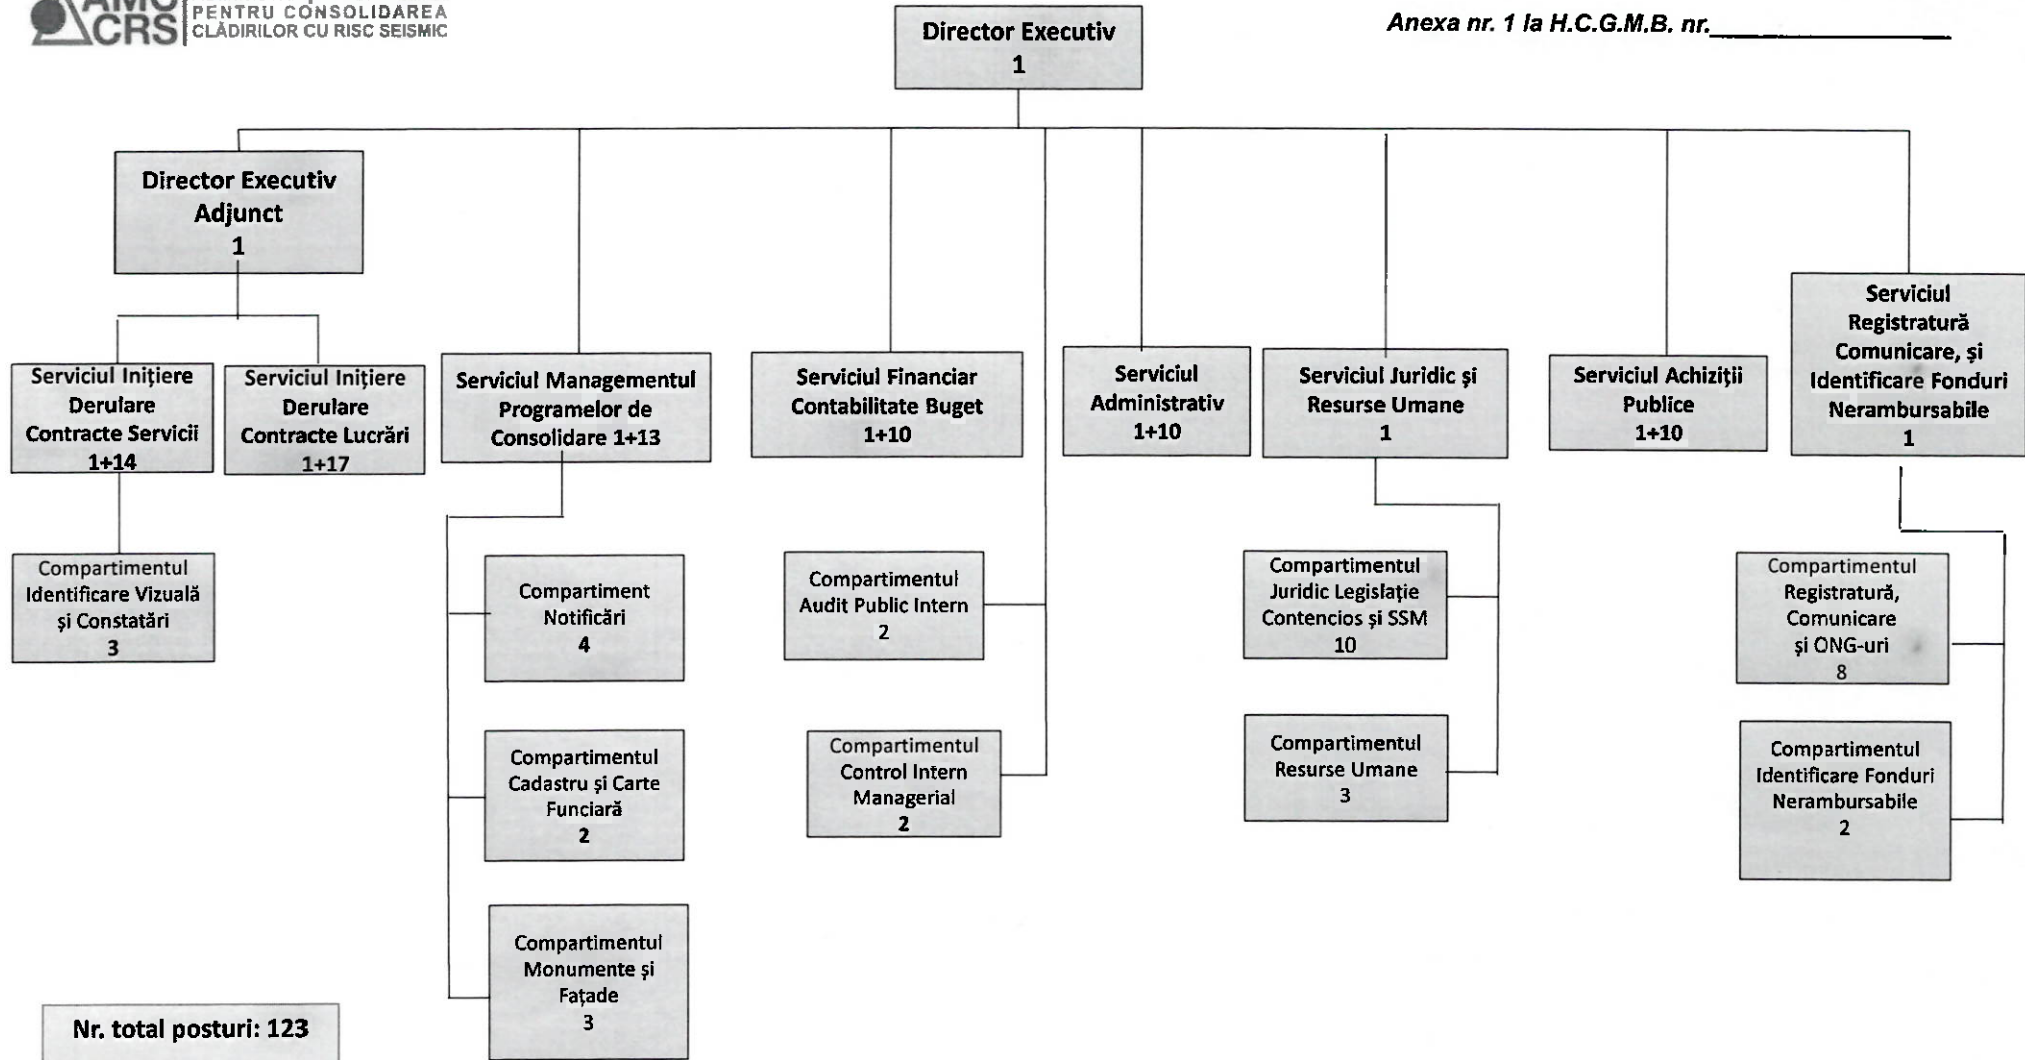 AMC
CRS
PENTRU CONSOLIDAREA
CLĂDIRILOR CU RISC SEISMIC
Anexa nr. 1 la H.C.G.M.B. nr.
Director Executiv
1
Director Executiv
Adjunct
1
Serviciul Inițiere
Derulare
Contracte Servicii
1+14
Serviciul Inițiere
Derulare
Contracte Lucrări
1+17
Serviciul Managementul
Programelor de
Consolidare 1+13
Serviciul Financiar
Contabilitate Buget
1+10
Serviciul
Administrativ
1+10
Serviciul Juridic și
Resurse Umane
1
Serviciul Achiziții
Publice
1+10
Serviciul
Registratură
Comunicare, și
Identificare Fonduri
Nerambursabile
1
Compartimentul
Identificare Vizuală
și Constatări
3
Compartiment
Notificări
4
Compartimentul
Cadastru și Carte
Funciară
2
Compartimentul
Monumente și
Fațade
3
Compartimentul
Audit Public Intern
2
Compartimentul
Control Intern
Managerial
2
Compartimentul
Juridic Legislație
Contencios și SSM
10
Compartimentul
Resurse Umane
3
Compartimentul
Registratură,
Comunicare
și ONG-uri
8
Compartimentul
Identificare Fonduri
Nerambursabile
2
Nr. total posturi: 123